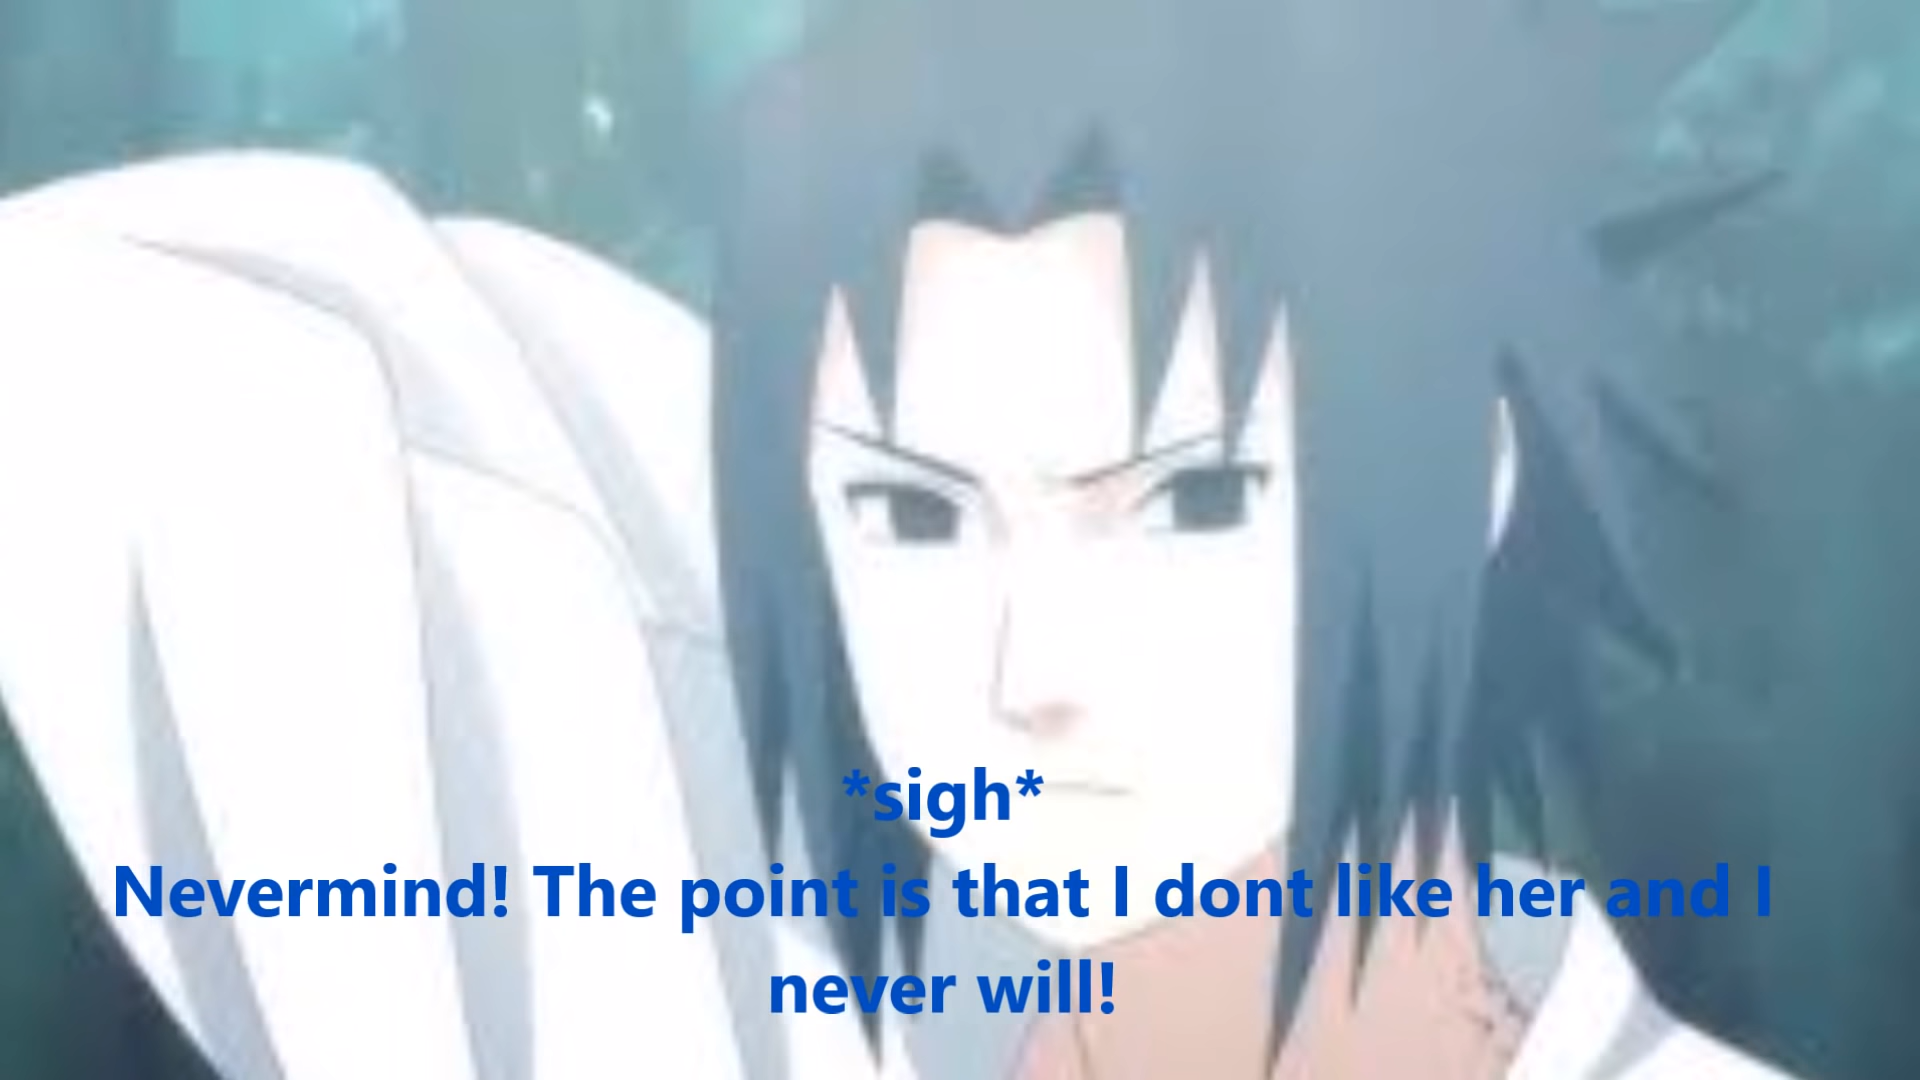 *sigh*
Nevermind! The point is that I dont like her and I
never will!